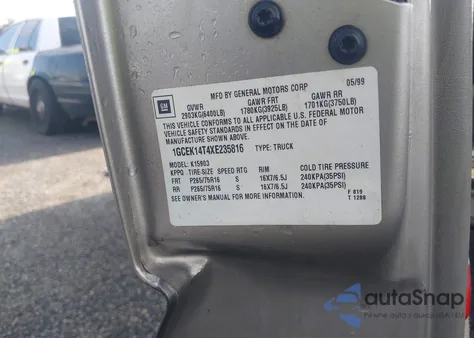 MFD BY GENERAL MOTORS CORP 05/99
GM
GVWR GAWR FRT GAWR RR
2903KG(6400LB) 1780KG(3925LB) 1701KG(3750LB)
THIS VEHICLE CONFORMS TO ALL APPLICABLE U.S. FEDERAL MOTOR
VEHICLE SAFETY STANDARDS IN EFFECT ON THE DATE OF
MANUFACTURE SHOWN ABOVE.
1GCEK14T4XE235816 TYPE: TRUCK
MODEL: K15903
KPPQ TIRE-SIZE SPEED RTG RIM COLD TIRE PRESSURE
FRT P265/75R16 S 16X7/6.5J 240KPA(35PSI)
RR P265/75R16 S 16X7/6.5J 240KPA(35PSI)
SEE OWNER'S MANUAL FOR MORE INFORMATION.
F 819
T 1288
autoSnap